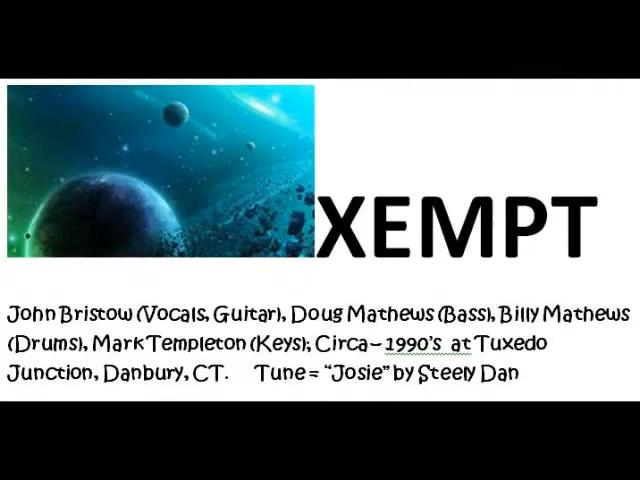 XEMPT
John Bristow (Vocals, Guitar), Doug Mathews (Bass), Billy Mathews
(Drums), Mark Templeton (Keys); Circa – 1990's at Tuxedo
Junction, Danbury, CT. Tune = "Josie" by Steely Dan